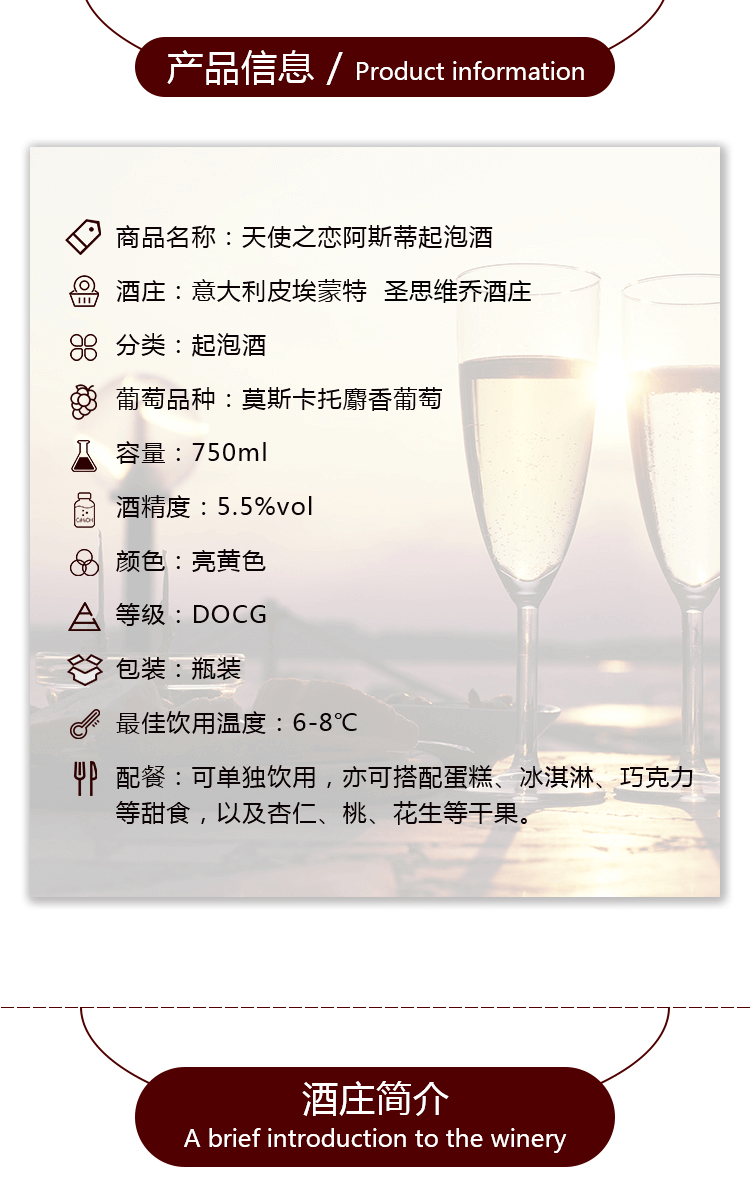 产品信息 / Product information
商品名称：天使之恋阿斯蒂起泡酒
酒庄：意大利皮埃蒙特 圣思维乔酒庄
分类：起泡酒
葡萄品种：莫斯卡托麝香葡萄
容量：750ml
酒精度：5.5%vol
颜色：亮黄色
等级：DOCG
包装：瓶装
最佳饮用温度：6-8℃
配餐：可单独饮用，亦可搭配蛋糕、冰淇淋、巧克力
等甜食，以及杏仁、桃、花生等干果。
酒庄简介
A brief introduction to the winery